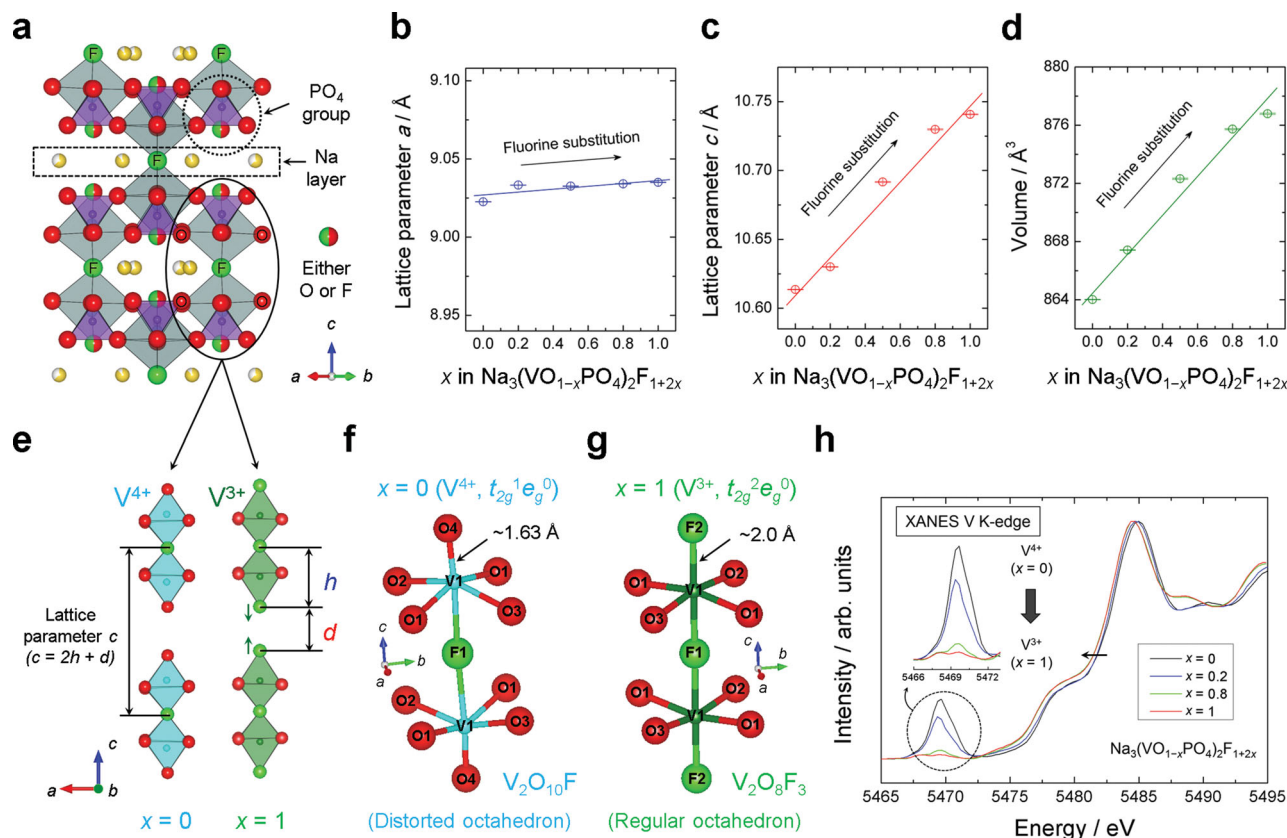 a
F
F
PO4
group
F
Na
layer
O
O
F
F
Either
O or F
O
O
c
a
b
b
9.10
9.05
9.00
8.95
Lattice parameter a / Å
Fluorine substitution
0.0 0.2 0.4 0.6 0.8 1.0
x in Na3(VO1−xPO4)2F1+2x
c
10.75
10.70
10.65
10.60
Lattice parameter c / Å
Fluorine substitution
0.0 0.2 0.4 0.6 0.8 1.0
x in Na3(VO1−xPO4)2F1+2x
d
880
876
872
868
864
Volume / Å3
Fluorine substitution
0.0 0.2 0.4 0.6 0.8 1.0
x in Na3(VO1−xPO4)2F1+2x
e
V4+ V3+
h
d
Lattice
parameter c
(c = 2h + d)
c
a
b
x = 0 x = 1
f
x = 0 (V4+, t2g1eg0)
~1.63 Å
O4
O2
V1
O1
O1
O3
F1
c
b
a
O2
O1
O1
V1
O3
O4
V2O10F
(Distorted octahedron)
g
x = 1 (V3+, t2g2eg0)
~2.0 Å
F2
O1
V1
O2
O3
O1
F1
c
b
a
O1
O2
O3
V1
O1
F2
V2O8F3
(Regular octahedron)
h
XANES V K-edge
V4+
(x = 0)
V3+
(x = 1)
5466 5469 5472
x = 0
x = 0.2
x = 0.8
x = 1
Na3(VO1−xPO4)2F1+2x
Intensity / arb. units
5465 5470 5475 5480 5485 5490 5495
Energy / eV